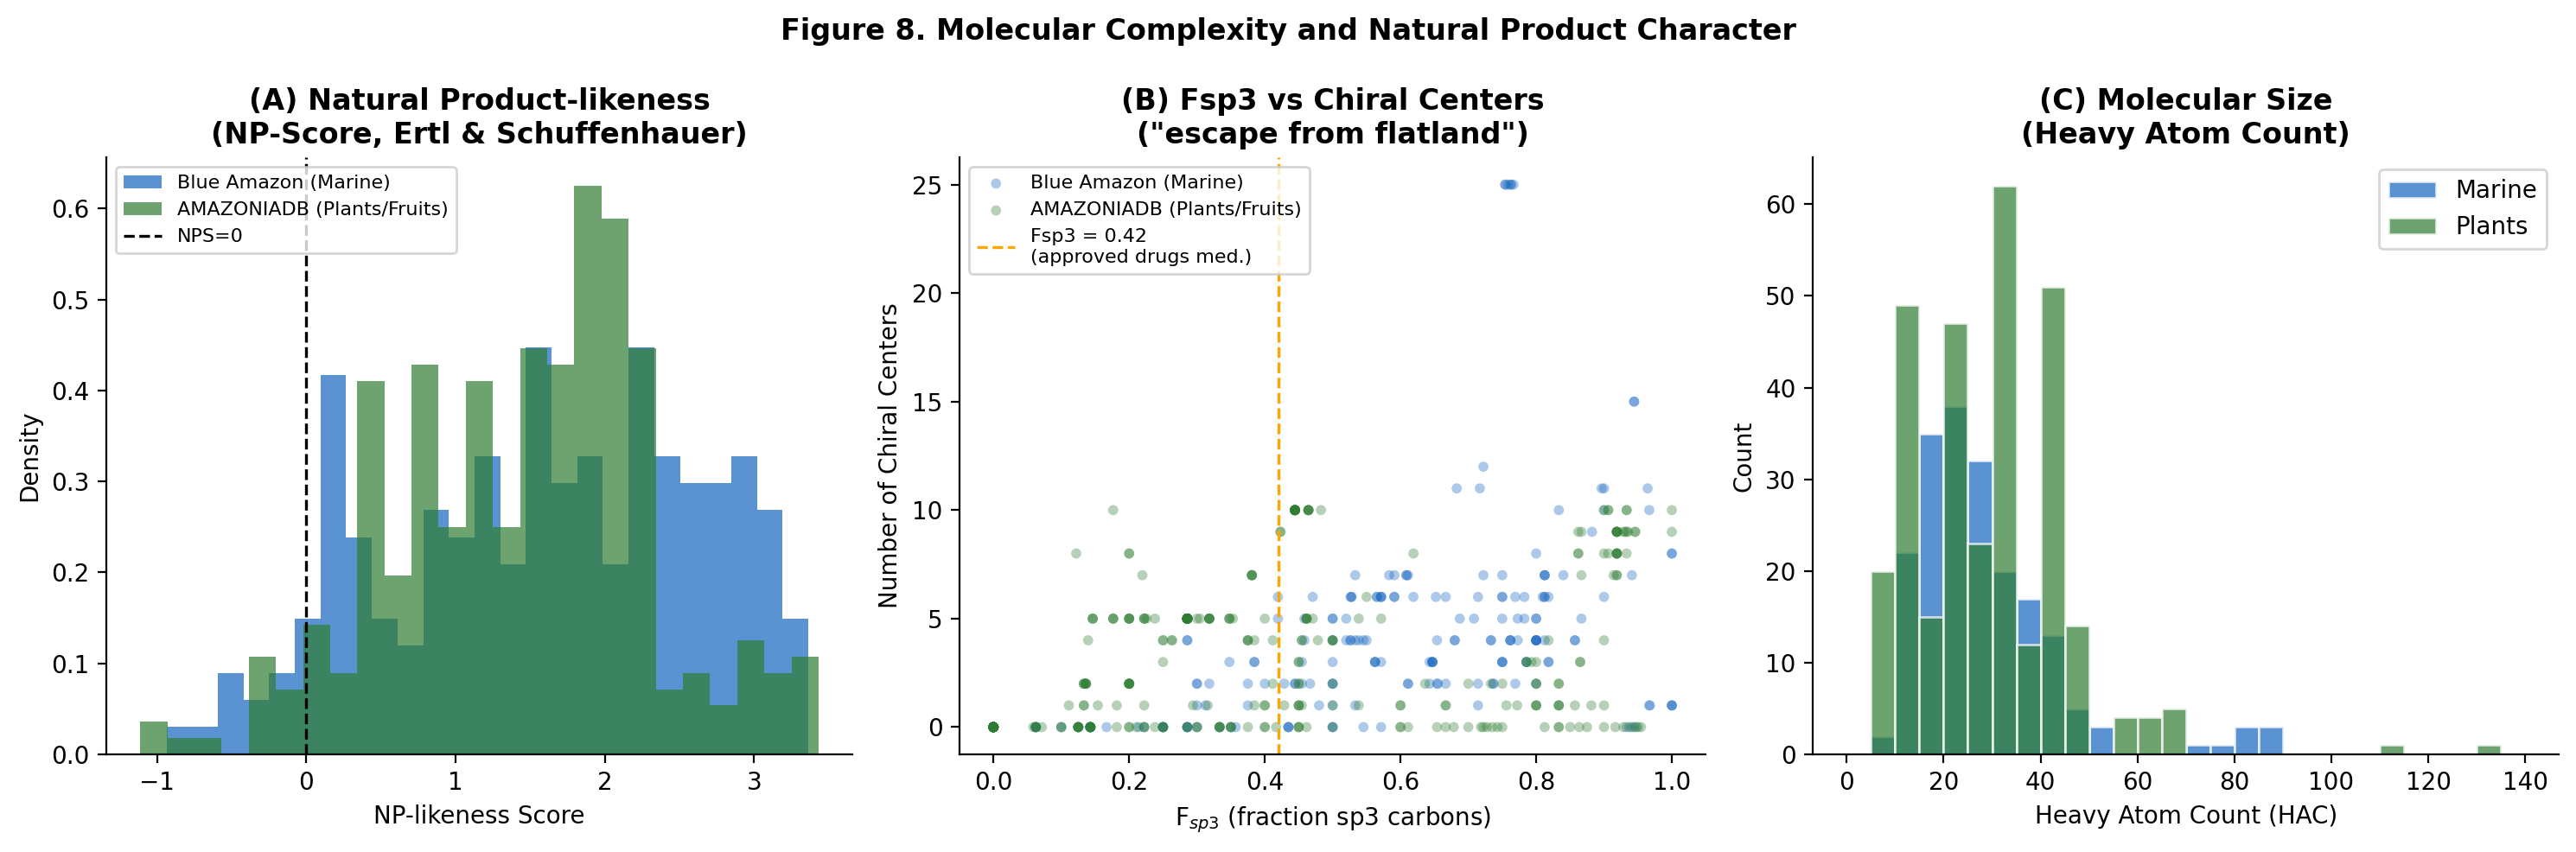 Figure 8. Molecular Complexity and Natural Product Character
(A) Natural Product-likeness
(NP-Score, Ertl & Schuffenhauer)
Blue Amazon (Marine)
AMAZONIADB (Plants/Fruits)
NPS=0
0.6
0.5
0.4
0.3
0.2
0.1
0.0
Density
−1
0
1
2
3
NP-likeness Score
(B) Fsp3 vs Chiral Centers
("escape from flatland")
Blue Amazon (Marine)
AMAZONIADB (Plants/Fruits)
Fsp3 = 0.42
(approved drugs med.)
25
20
15
10
5
0
Number of Chiral Centers
0.0
0.2
0.4
0.6
0.8
1.0
Fsp3 (fraction sp3 carbons)
(C) Molecular Size
(Heavy Atom Count)
Marine
Plants
60
50
40
30
20
10
0
Count
0
20
40
60
80
100
120
140
Heavy Atom Count (HAC)